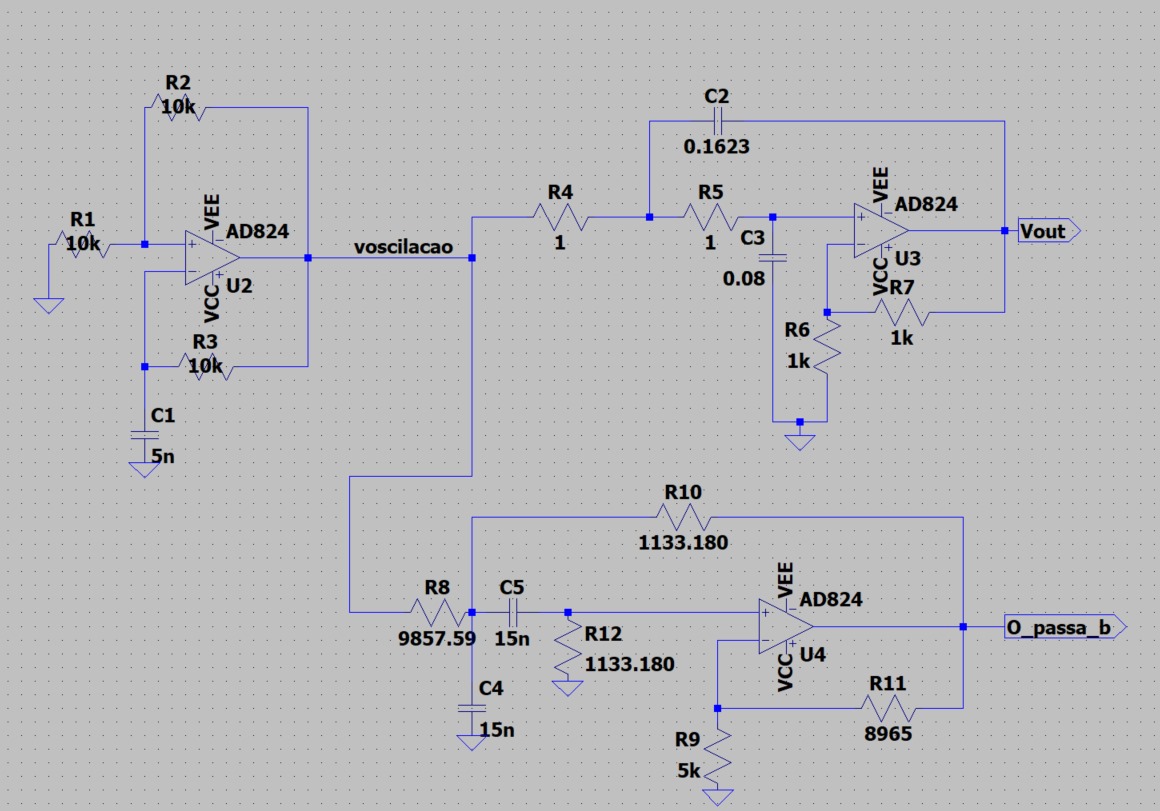 R2
10k
R1
10k
VEE
AD824
U2
VCC
+
−
−
+
R3
10k
C1
5n
voscilacao
C2
0.1623
R4
1
R5
1
C3
0.08
VEE
AD824
+
−
−
+
VCC
U3
Vout
R7
1k
R6
1k
R10
1133.180
R8
9857.59
C5
15n
R12
1133.180
C4
15n
VEE
AD824
+
−
−
+
VCC
U4
O_passa_b
R11
8965
R9
5k